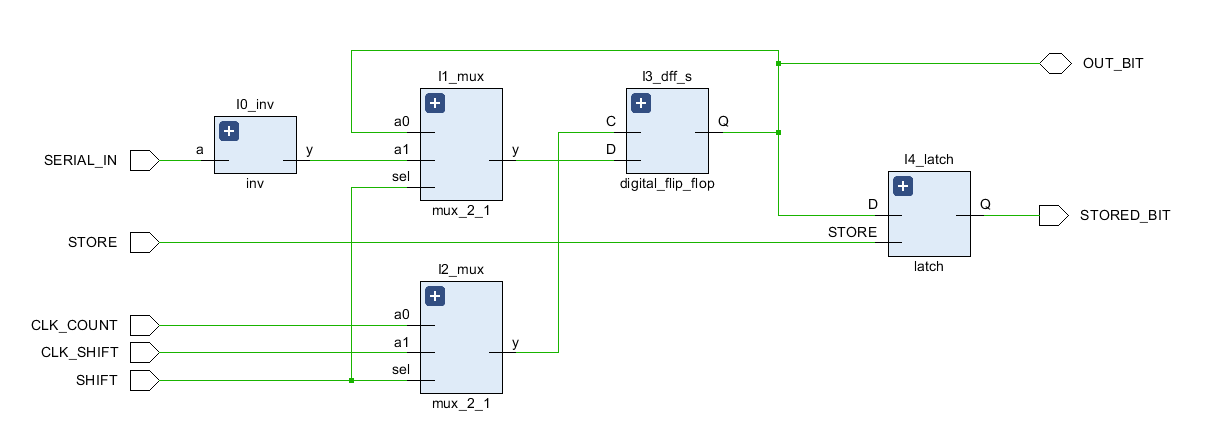 OUT_BIT
I1_mux
I3_dff_s
I0_inv
a0
C
Q
SERIAL_IN
a
y
a1
y
D
I4_latch
sel
inv
digital_flip_flop
mux_2_1
D
Q
STORED_BIT
STORE
STORE
I2_mux
latch
CLK_COUNT
a0
CLK_SHIFT
a1
y
SHIFT
sel
mux_2_1